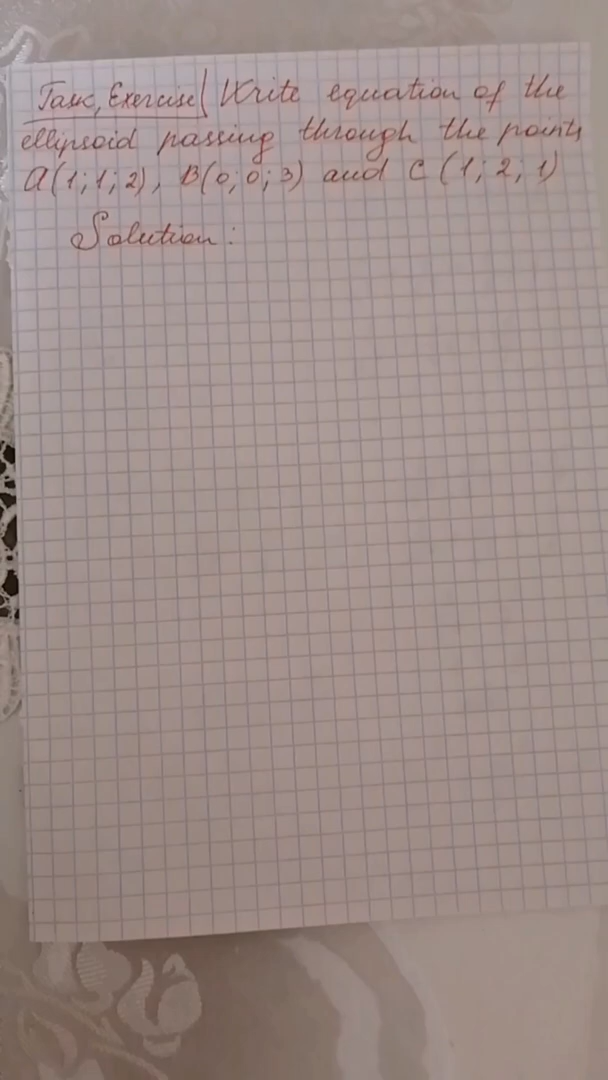 Task, Exercise| Write equation of the
ellipsoid passing through the points
A(1; 1; 2), B(0; 0; 3) and C (1; 2; 1)
Solution: